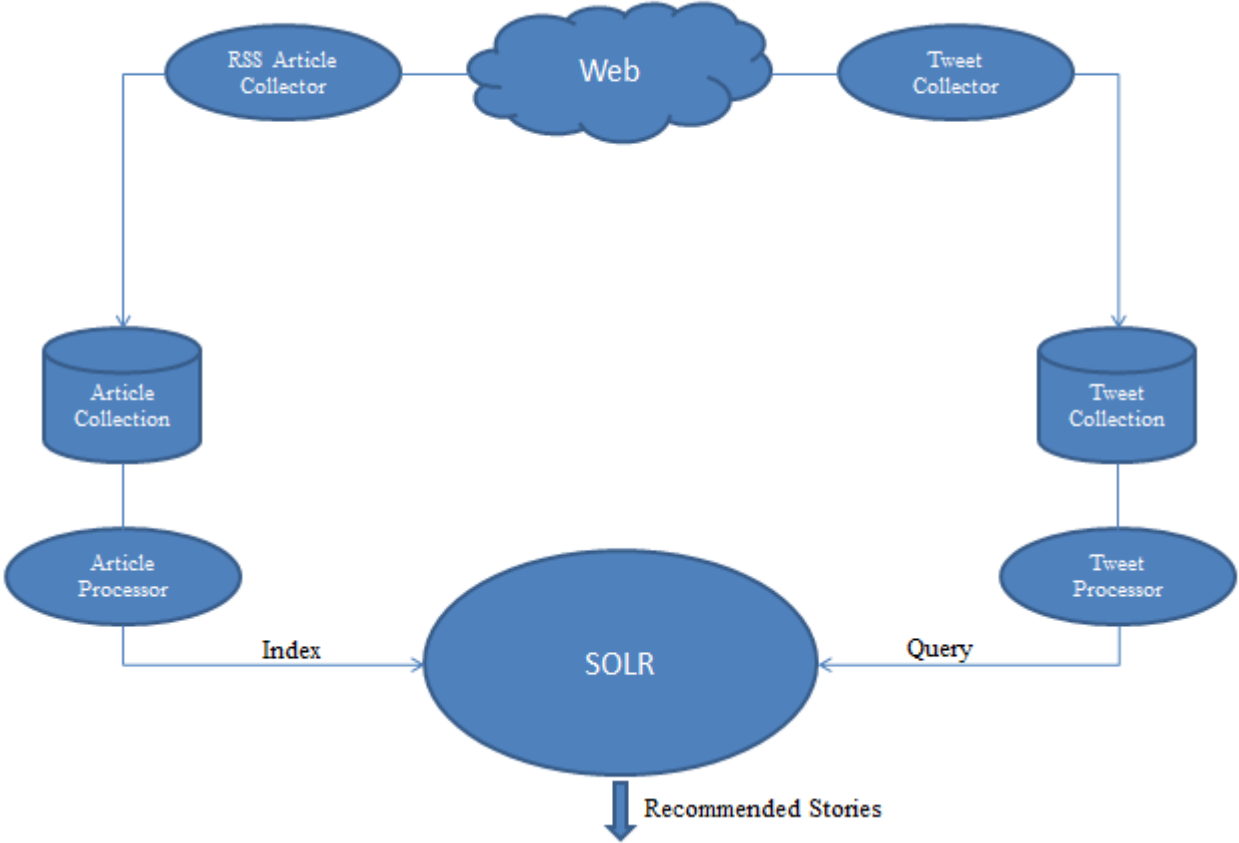 RSS Article
Collector
Web
Tweet
Collector
Article
Collection
Tweet
Collection
Article
Processor
Tweet
Processor
Index
SOLR
Query
Recommended Stories